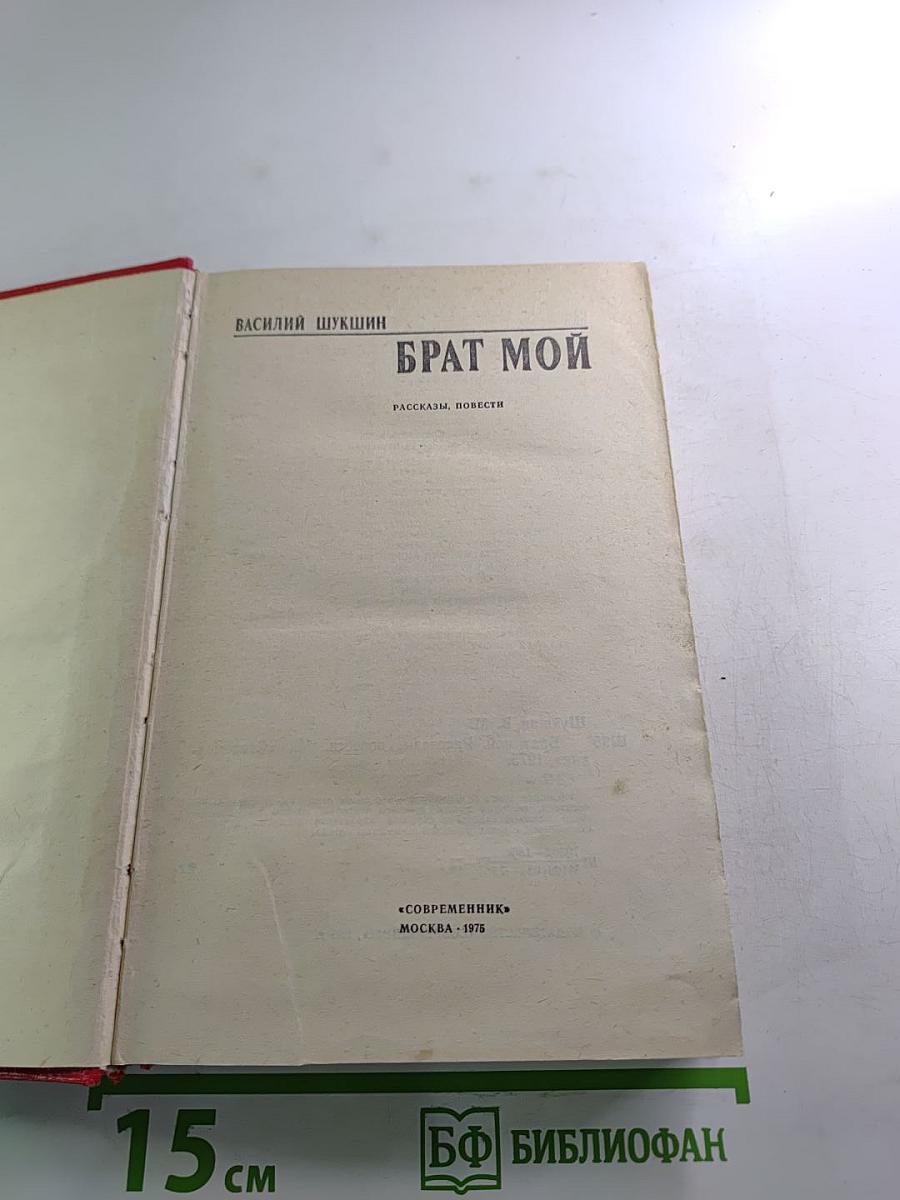 ВАСИЛИЙ ШУКШИН
БРАТ МОЙ
РАССКАЗЫ, ПОВЕСТИ
«СОВРЕМЕННИК»
МОСКВА · 1975
15 см
БФ БИБЛИОФАН